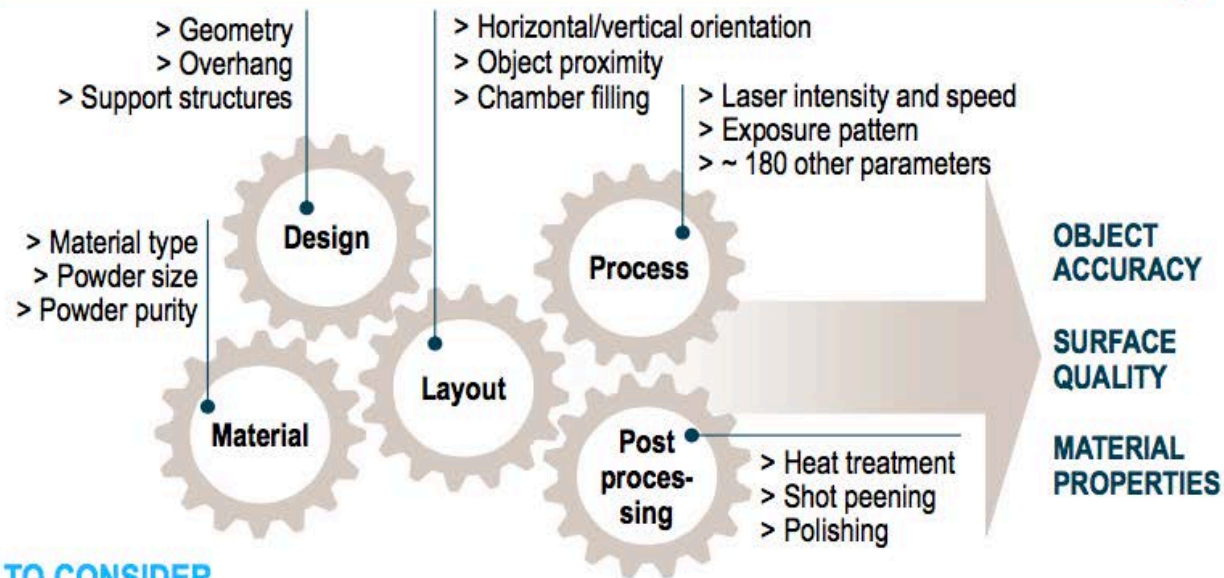 > Geometry
> Overhang
> Support structures
> Horizontal/vertical orientation
> Object proximity
> Chamber filling
> Laser intensity and speed
> Exposure pattern
> ~ 180 other parameters
> Material type
> Powder size
> Powder purity
Design
Process
Layout
Material
Post
proces-
sing
> Heat treatment
> Shot peening
> Polishing
OBJECT
ACCURACY
SURFACE
QUALITY
MATERIAL
PROPERTIES
TO CONSIDER